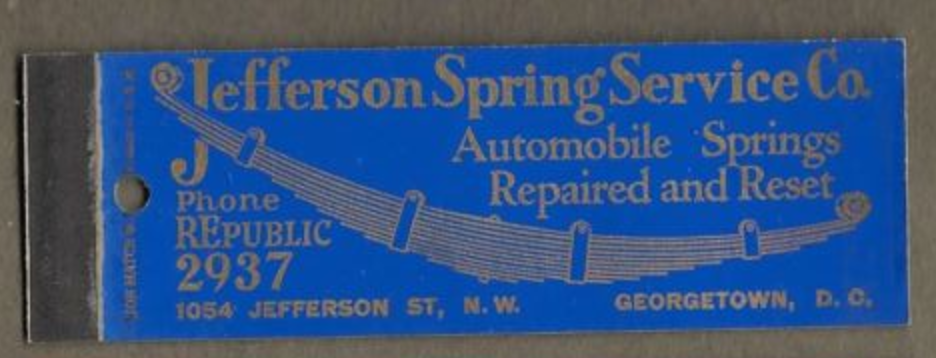 Jefferson Spring Service Co.
Automobile Springs
Repaired and Reset
Phone
REPUBLIC
2937
1054 JEFFERSON ST, N.W. GEORGETOWN, D.C.